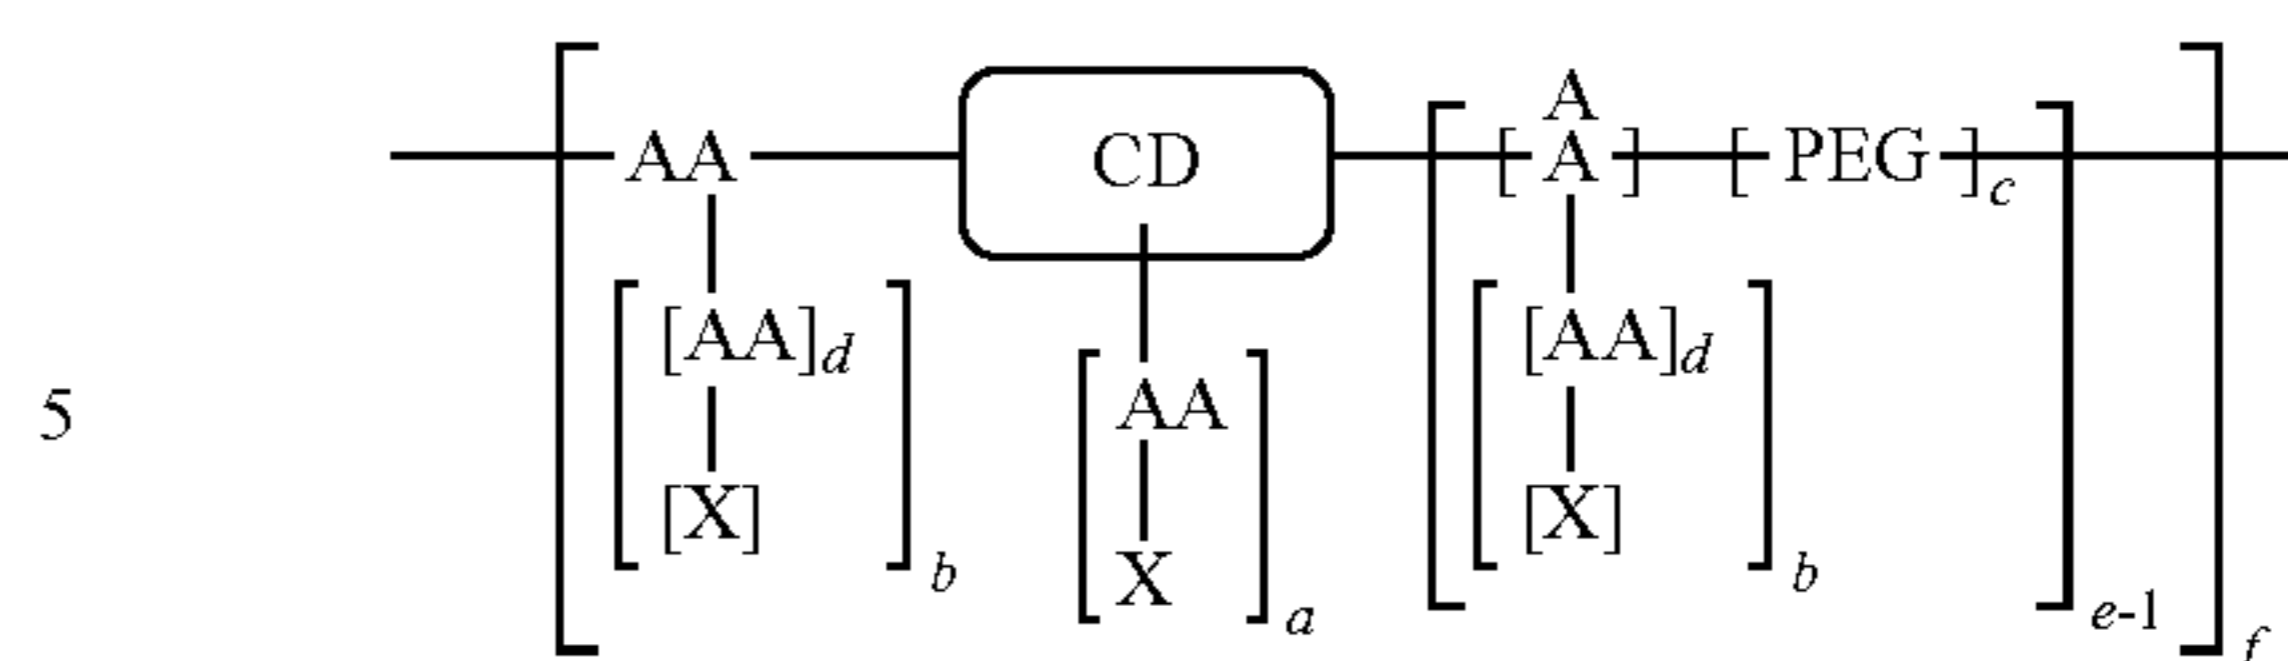 A
AA CD [ A ] [ PEG ]c
[AA]d [AA]d
5 AA
[X] [X]
b X b
a e-1
f